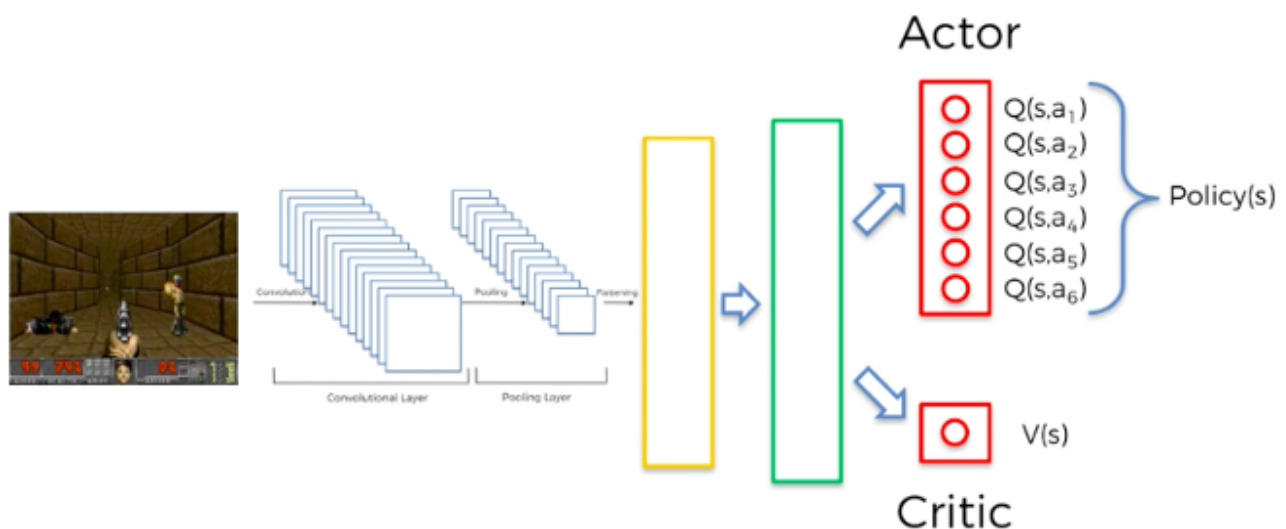 Actor
Q(s,a₁)
Q(s,a₂)
Q(s,a₃)
Q(s,a₄)
Q(s,a₅)
Q(s,a₆)
Policy(s)
Convolution
Pooling
Flattening
Convolutional Layer
Pooling Layer
V(s)
Critic